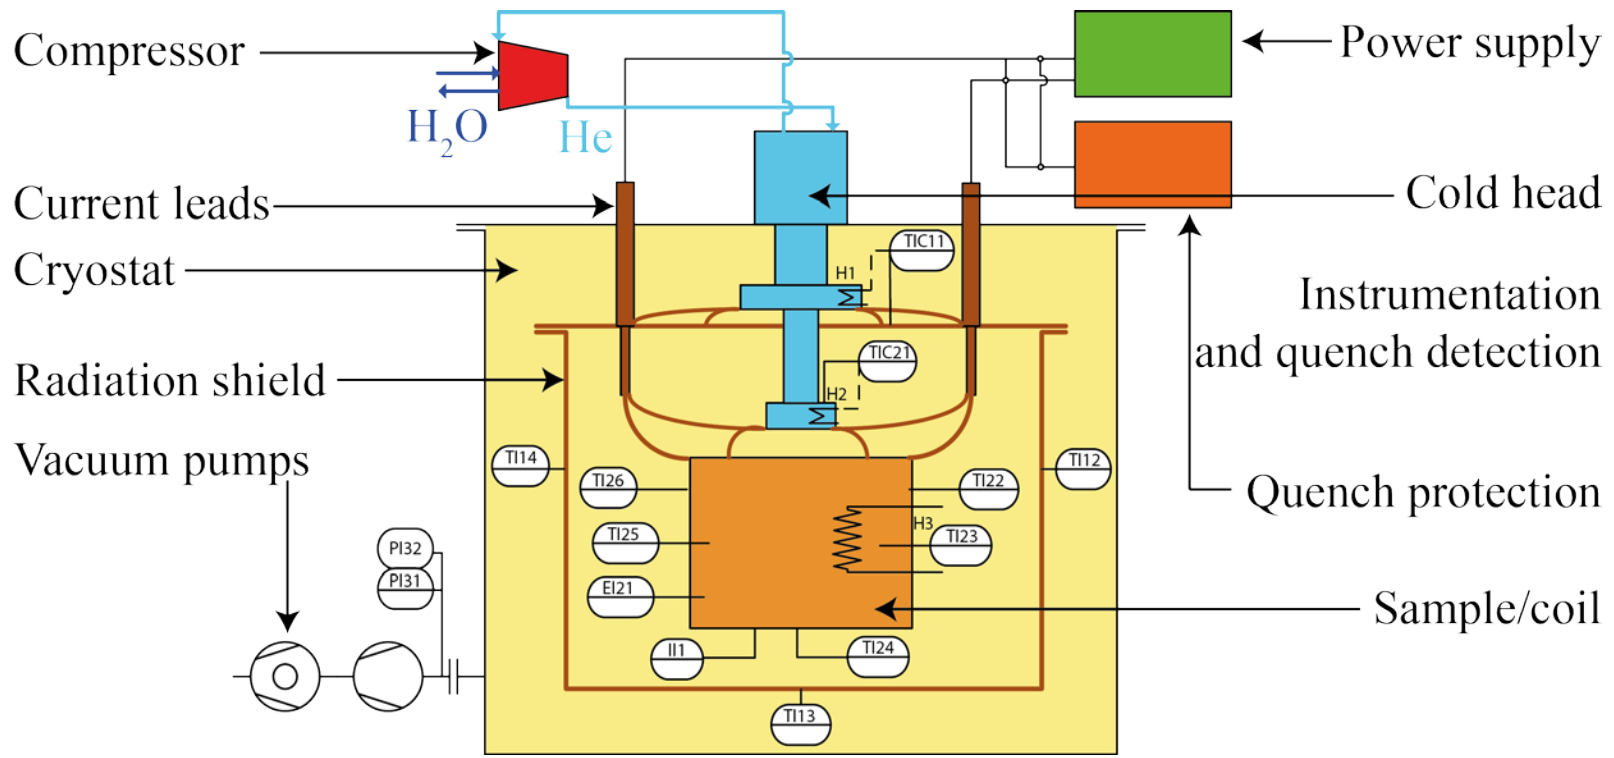 Compressor
Power supply
H₂O
He
Current leads
Cold head
TIC11
Cryostat
H1
Instrumentation
and quench detection
TIC21
Radiation shield
H2
Vacuum pumps
TI14
TI12
TI26
TI22
Quench protection
H3
TI25
TI23
PI32
PI31
EI21
Sample/coil
II1
TI24
TI13